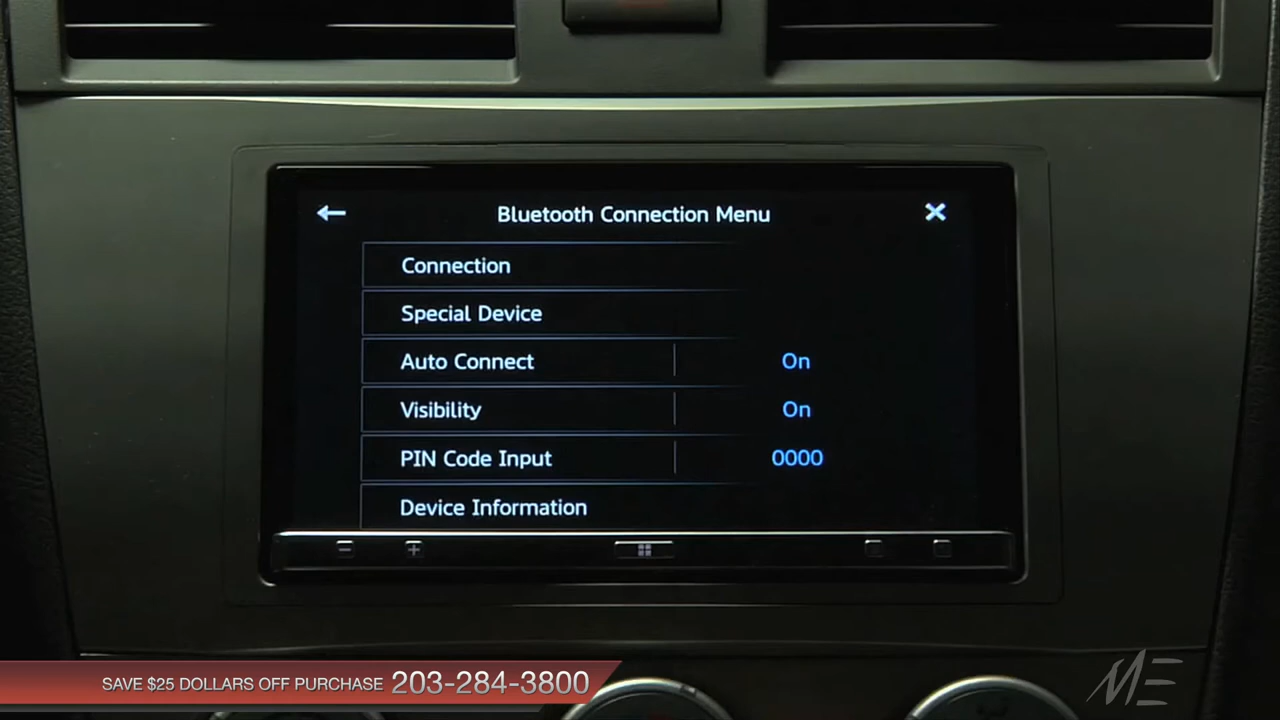 Bluetooth Connection Menu
Connection
Special Device
Auto Connect On
Visibility On
PIN Code Input 0000
Device Information
SAVE $25 DOLLARS OFF PURCHASE 203-284-3800
ME